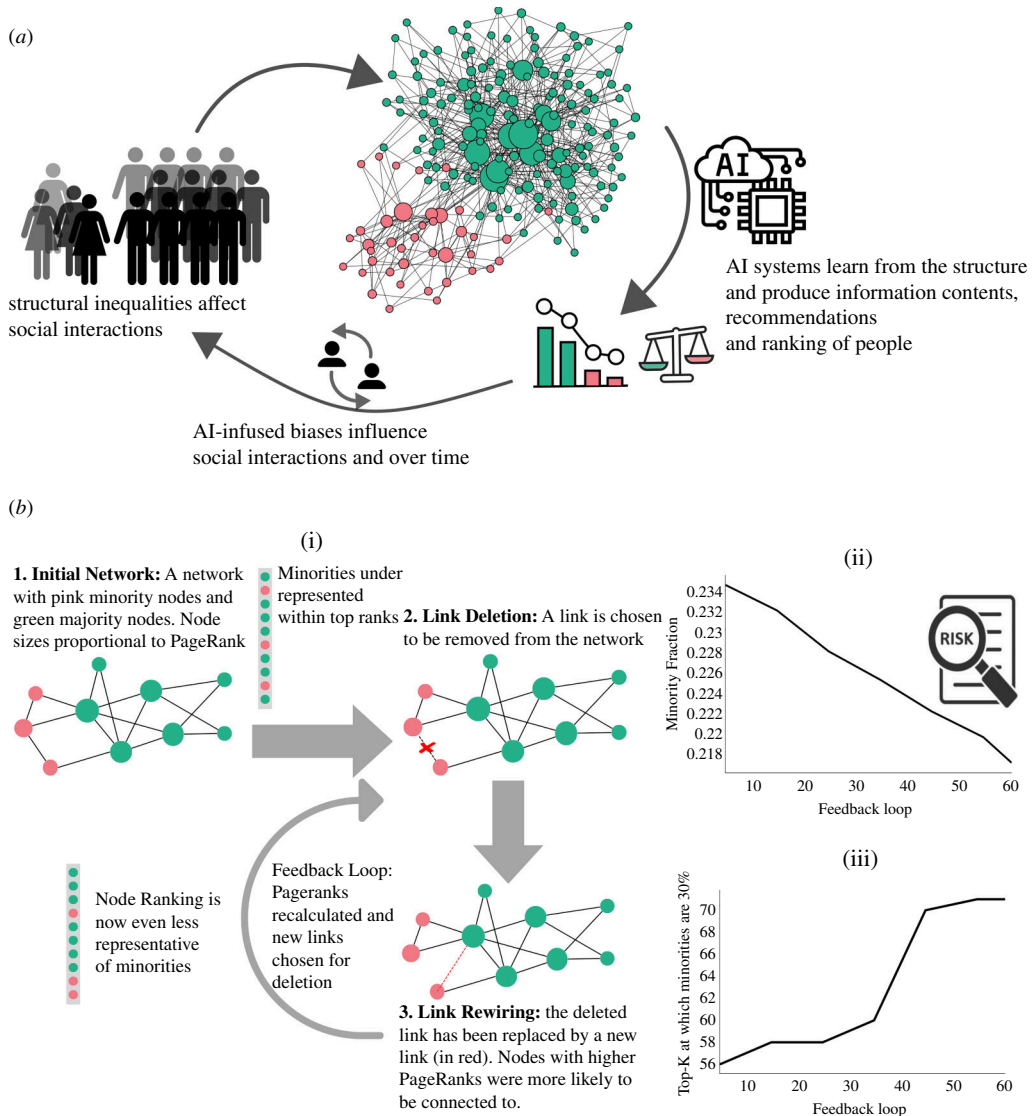 (a)
AI
structural inequalities affect
social interactions
AI systems learn from the structure
and produce information contents,
recommendations
and ranking of people
AI-infused biases influence
social interactions and over time
(b)
(i)
1. Initial Network: A network
with pink minority nodes and
green majority nodes. Node
sizes proportional to PageRank
Minorities under
represented
within top ranks
2. Link Deletion: A link is chosen
to be removed from the network
Node Ranking is
now even less
representative
of minorities
Feedback Loop:
Pageranks
recalculated and
new links
chosen for
deletion
3. Link Rewiring: the deleted
link has been replaced by a new
link (in red). Nodes with higher
PageRanks were more likely to
be connected to.
(ii)
Minority Fraction
0.234
0.232
0.23
0.228
0.226
0.224
0.222
0.22
0.218
RISK
10 20 30 40 50 60
Feedback loop
(iii)
Top-K at which minorities are 30%
70
68
66
64
62
60
58
56
10 20 30 40 50 60
Feedback loop